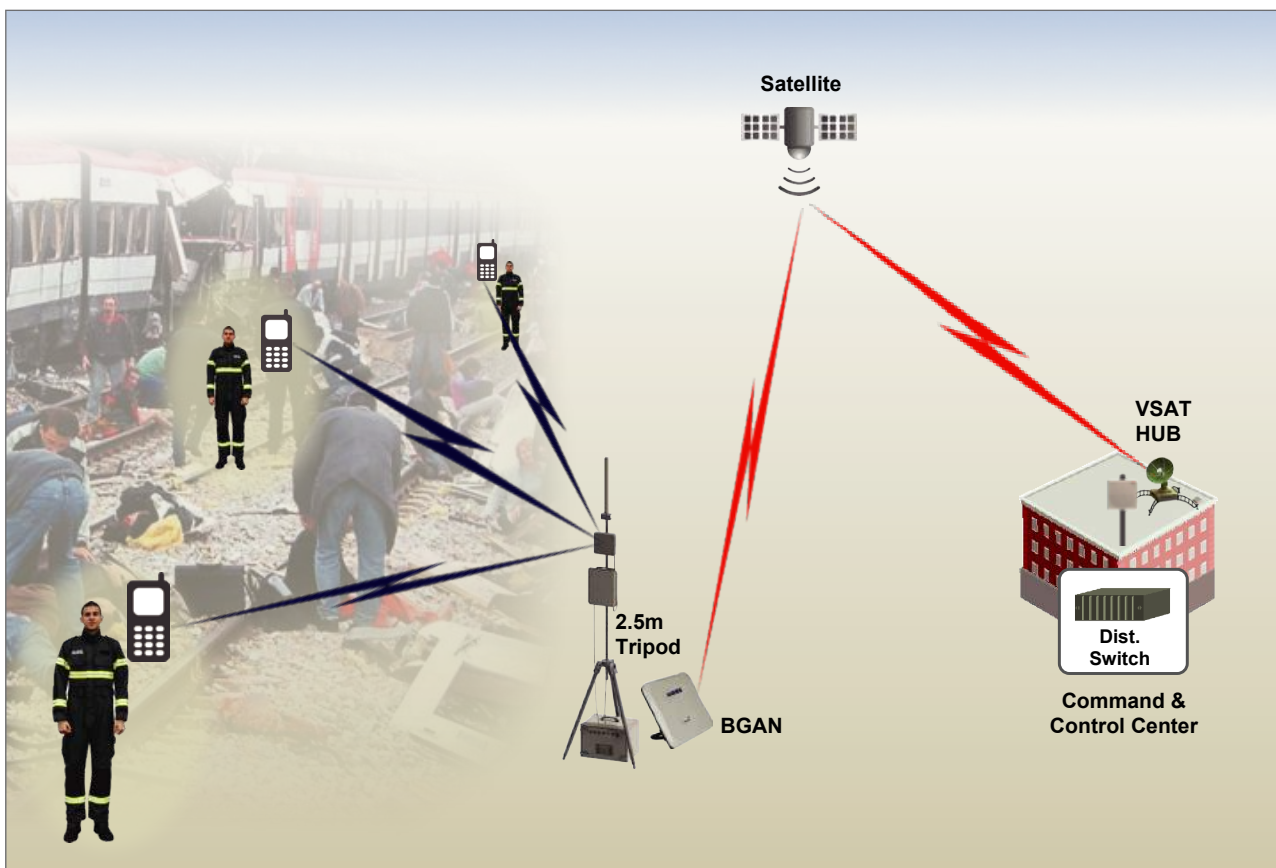 Satellite
VSAT
HUB
2.5m
Tripod
BGAN
Dist.
Switch
Command &
Control Center